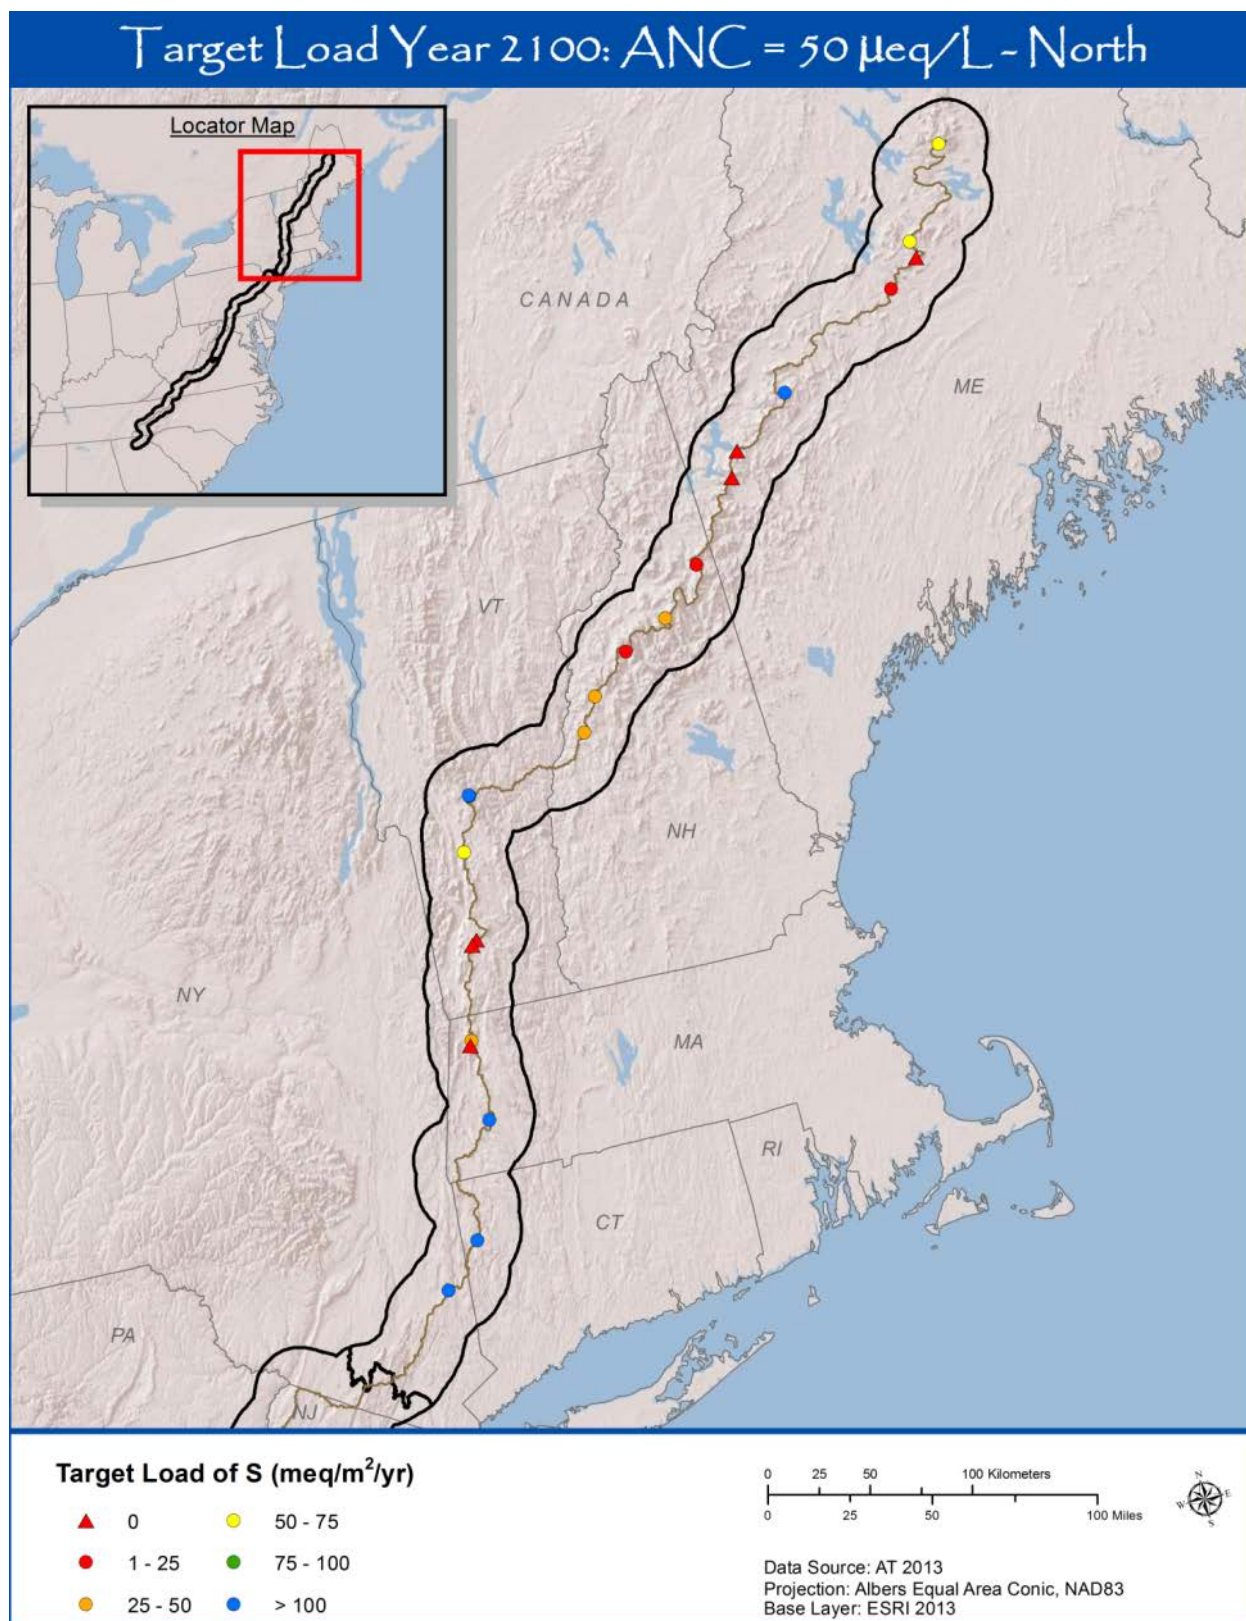 Target Load Year 2100: ANC = 50 µeq/L - North
Locator Map
CANADA
ME
VT
NH
NY
MA
RI
CT
PA
NJ
Target Load of S (meq/m²/yr)
0
50 - 75
1 - 25
75 - 100
25 - 50
> 100
0 25 50 100 Kilometers
0 25 50 100 Miles
N
W E
S
Data Source: AT 2013
Projection: Albers Equal Area Conic, NAD83
Base Layer: ESRI 2013